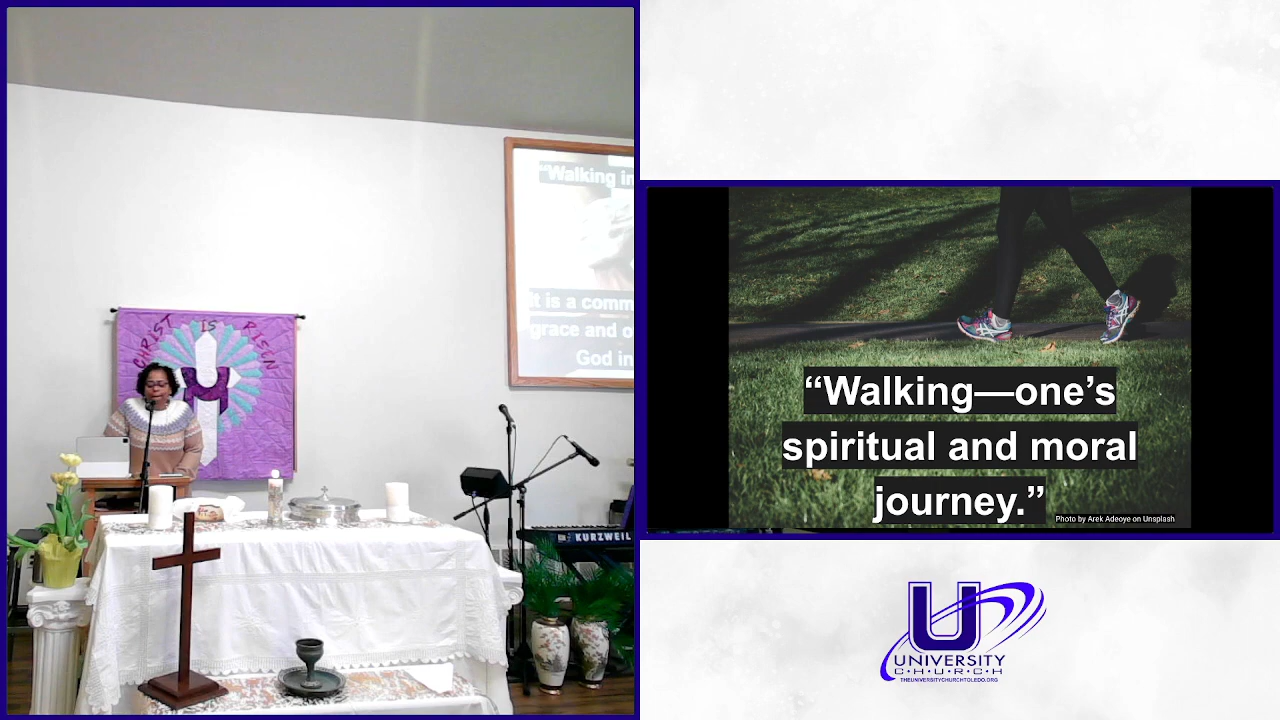 CHRIST IS RISEN
"Walking in
It is a comm
grace and o
God in
KURZWEIL
“Walking—one’s
spiritual and moral
journey.”
Photo by Arek Adeoye on Unsplash
U
UNIVERSITY
C•H•U•R•C•H
THEUNIVERSITYCHURCHTOLEDO.ORG